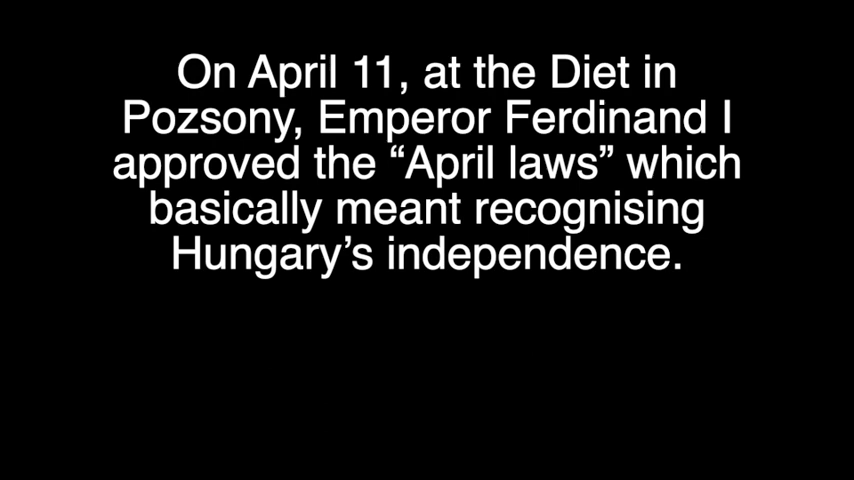 On April 11, at the Diet in
Pozsony, Emperor Ferdinand I
approved the “April laws” which
basically meant recognising
Hungary’s independence.